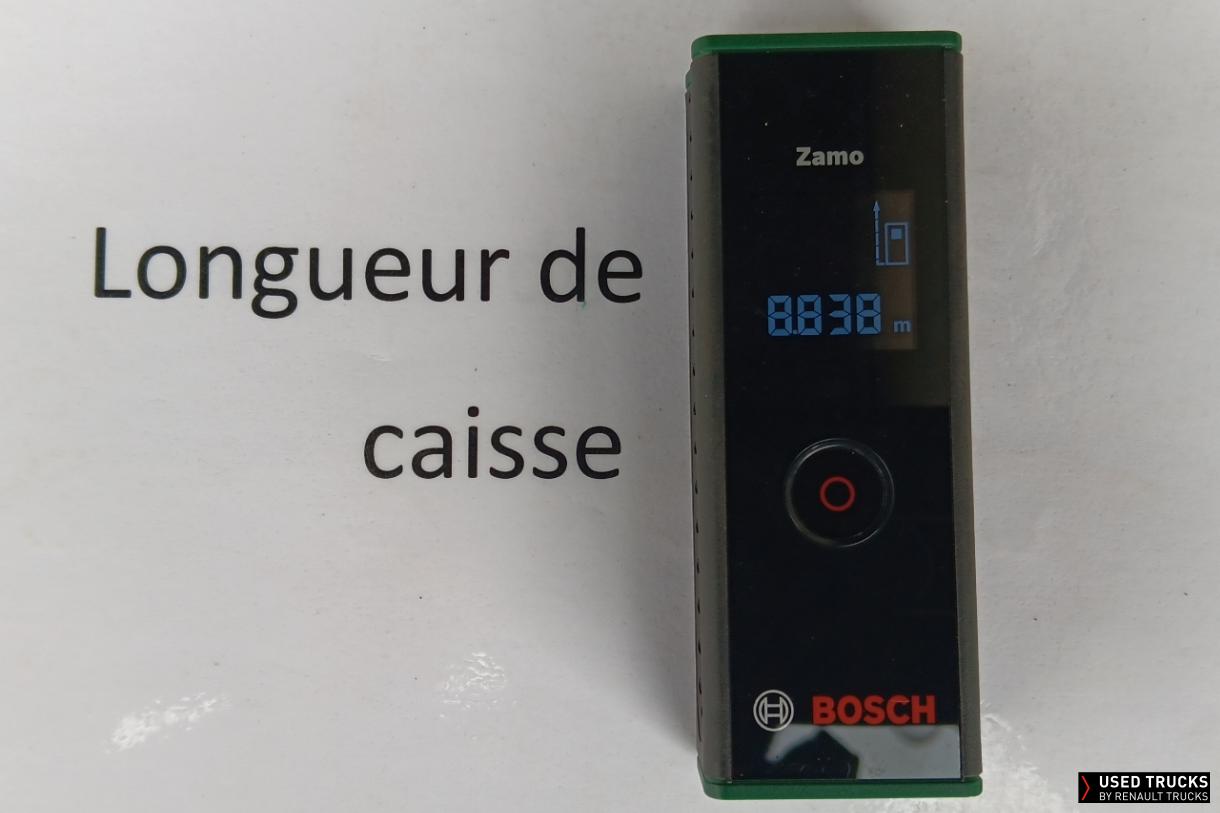 Zamo
Longueur de
8.838 m
caisse
BOSCH
USED TRUCKS
BY RENAULT TRUCKS